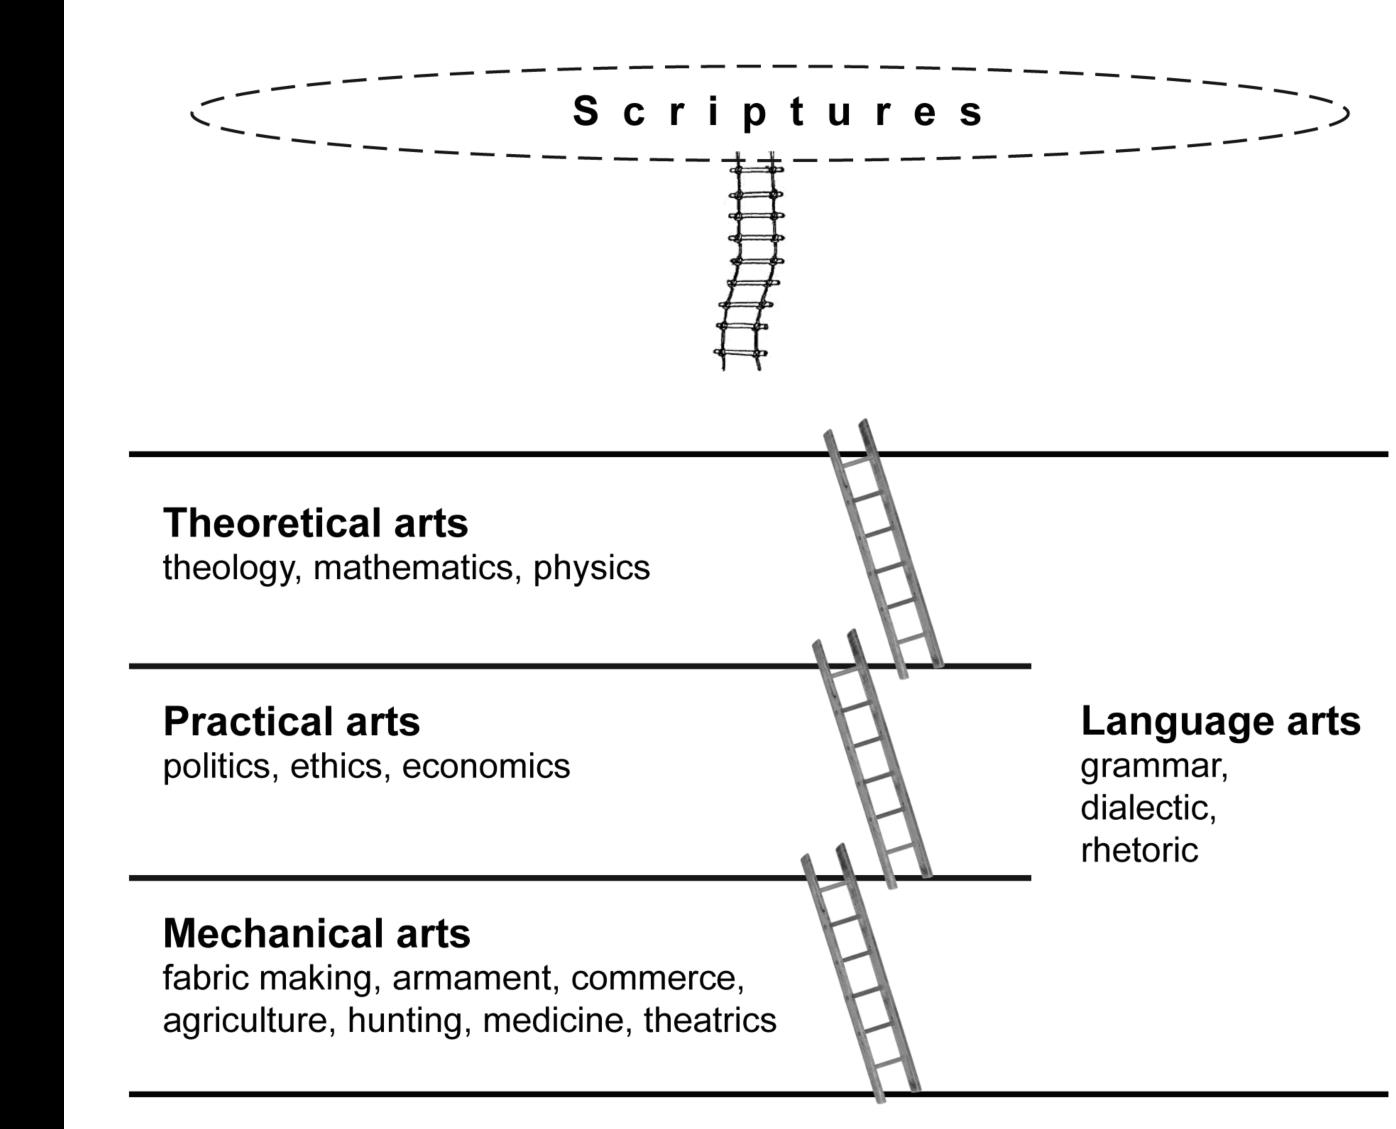 Scriptures
Theoretical arts
theology, mathematics, physics
Practical arts
politics, ethics, economics
Mechanical arts
fabric making, armament, commerce,
agriculture, hunting, medicine, theatrics
Language arts
grammar,
dialectic,
rhetoric